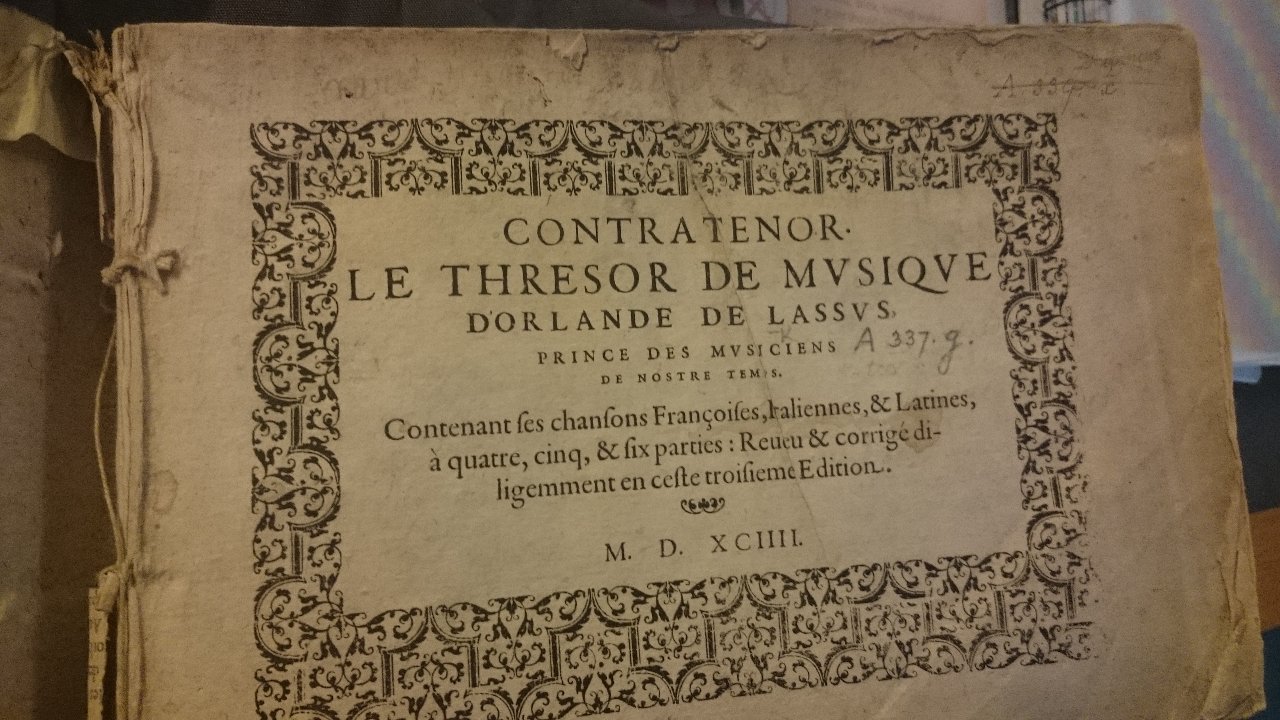 CONTRATENOR.
LE THRESOR DE MVSIQVE
D'ORLANDE DE LASSVS,
PRINCE DES MVSICIENS A 337.g.
DE NOSTRE TEMPS.
Contenant ſes chanſons Françoiſes, Italiennes, & Latines,
à quatre, cinq, & ſix parties : Reueu & corrigé di-
ligemment en ceſte troiſieme Edition.
M. D. XCIIII.